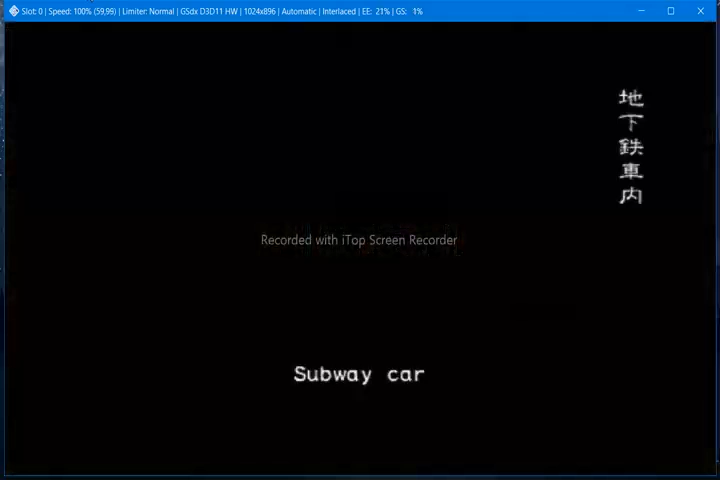 Slot: 0 | Speed: 100% (59,99) | Limiter: Normal | GSdx D3D11 HW | 1024x896 | Automatic | Interlaced | EE: 21% | GS: 1%
地下鉄車内
Recorded with iTop Screen Recorder
Subway car